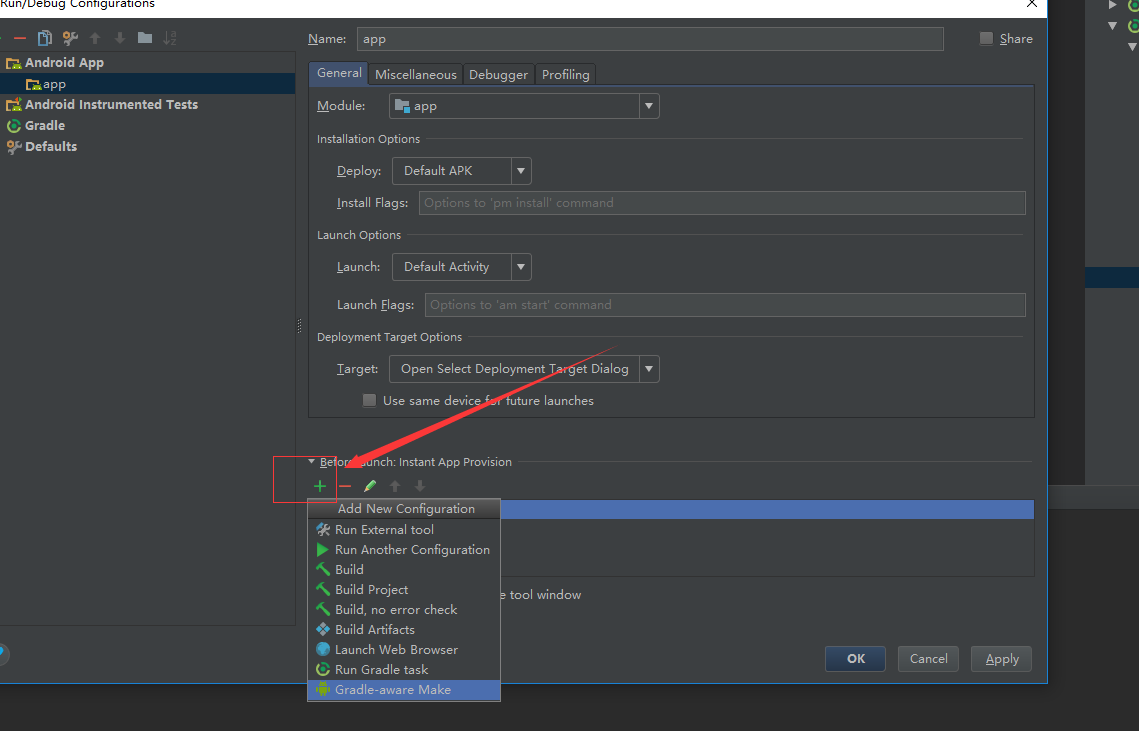 Run/Debug Configurations
Name: app Share
Android App
app
Android Instrumented Tests
Gradle
Defaults
General Miscellaneous Debugger Profiling
Module: app
Installation Options
Deploy: Default APK
Install Flags: Options to 'pm install' command
Launch Options
Launch: Default Activity
Launch Flags: Options to 'am start' command
Deployment Target Options
Target: Open Select Deployment Target Dialog
Use same device for future launches
Before launch: Instant App Provision
Add New Configuration
Run External tool
Run Another Configuration
Build
Build Project
Build, no error check
e tool window
Build Artifacts
Launch Web Browser
Run Gradle task
Gradle-aware Make
OK Cancel Apply